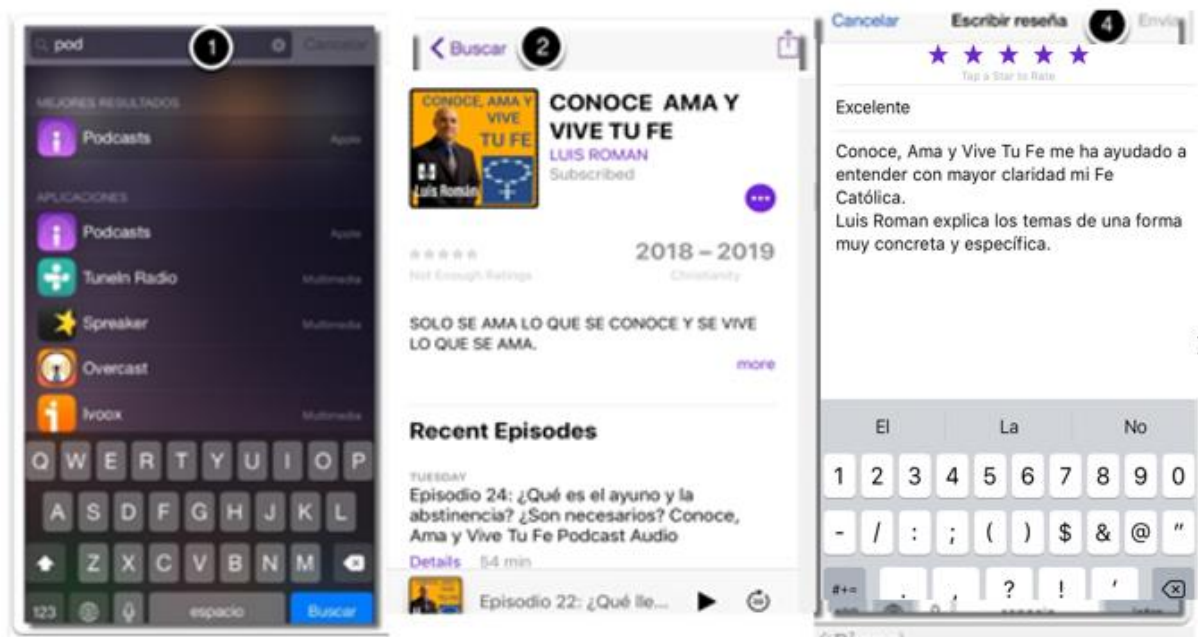 pod
1
Cancelar
MEJORES RESULTADOS
Podcasts
Apple
APLICACIONES
Podcasts
Apple
TuneIn Radio
Multimedia
Spreaker
Multimedia
Overcast
Ivoox
Multimedia
Q W E R T Y U I O P
A S D F G H J K L
Z X C V B N M
123
espacio
Buscar
Buscar
2
CONOCE, AMA Y
VIVE
TU FE
Luis Román
CONOCE AMA Y
VIVE TU FE
LUIS ROMAN
Subscribed
2018 – 2019
Not Enough Ratings
Christianity
SOLO SE AMA LO QUE SE CONOCE Y SE VIVE
LO QUE SE AMA.
more
Recent Episodes
TUESDAY
Episodio 24: ¿Qué es el ayuno y la
abstinencia? ¿Son necesarios? Conoce,
Ama y Vive Tu Fe Podcast Audio
Details 54 min
Episodio 22: ¿Qué lle...
Cancelar
Escribir reseña
4
Tap a Star to Rate
Excelente
Conoce, Ama y Vive Tu Fe me ha ayudado a
entender con mayor claridad mi Fe
Católica.
Luis Roman explica los temas de una forma
muy concreta y específica.
El La No
1 2 3 4 5 6 7 8 9 0
- / : ; ( ) $ & @ "
#+= . , ? ! '